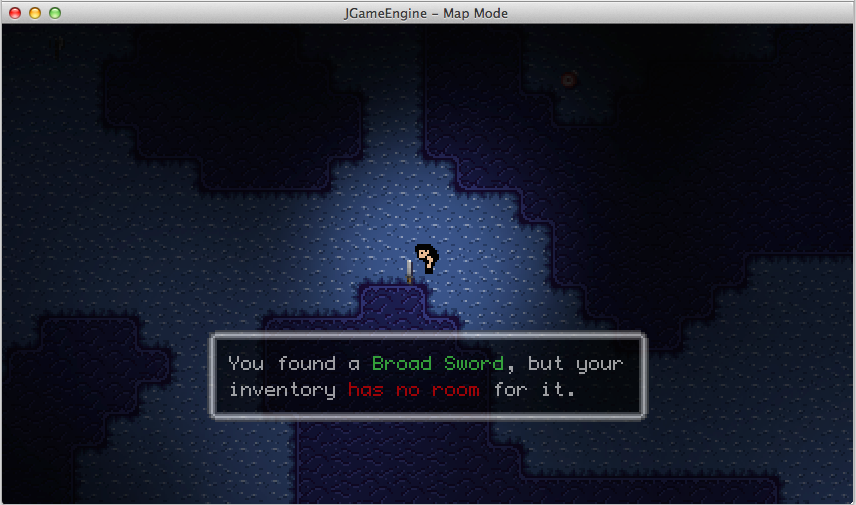 JGameEngine - Map Mode
You found a Broad Sword, but your
inventory has no room for it.